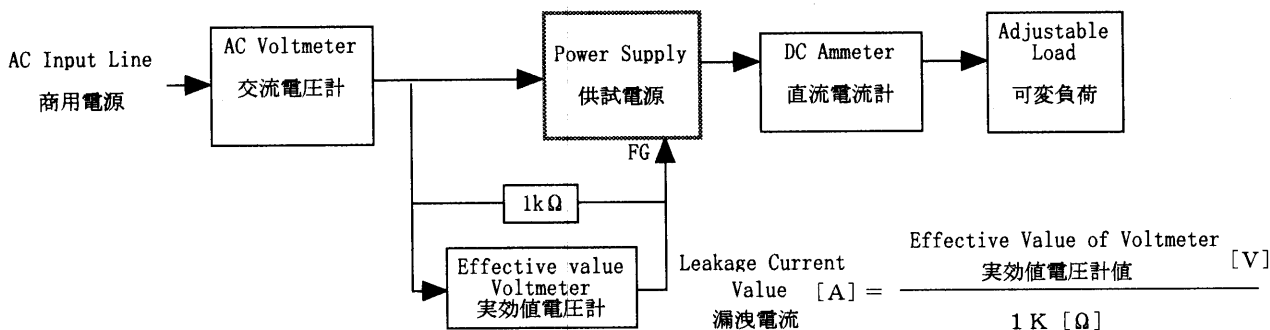 AC Input Line
商用電源
AC Voltmeter
交流電圧計
Power Supply
供試電源
DC Ammeter
直流電流計
Adjustable
Load
可変負荷
FG
1kΩ
Effective value
Voltmeter
実効値電圧計
Leakage Current
Value [A] =
漏洩電流
Effective Value of Voltmeter [V]
実効値電圧計値
1K [Ω]